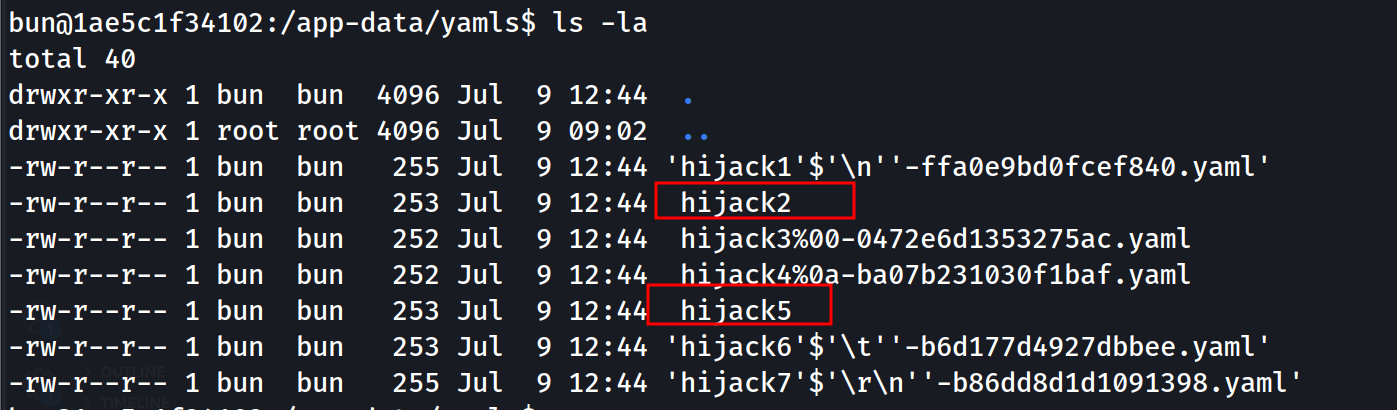 bun@1ae5c1f34102:/app-data/yamls$ ls -la
total 40
drwxr-xr-x 1 bun  bun  4096 Jul  9 12:44  .
drwxr-xr-x 1 root root 4096 Jul  9 09:02  ..
-rw-r--r-- 1 bun  bun   255 Jul  9 12:44 'hijack1'$'\n''-ffa0e9bd0fcef840.yaml'
-rw-r--r-- 1 bun  bun   253 Jul  9 12:44  hijack2
-rw-r--r-- 1 bun  bun   252 Jul  9 12:44  hijack3%00-0472e6d1353275ac.yaml
-rw-r--r-- 1 bun  bun   252 Jul  9 12:44  hijack4%0a-ba07b231030f1baf.yaml
-rw-r--r-- 1 bun  bun   253 Jul  9 12:44  hijack5
-rw-r--r-- 1 bun  bun   253 Jul  9 12:44 'hijack6'$'\t''-b6d177d4927dbbee.yaml'
OUTLINE
-rw-r--r-- 1 bun  bun   255 Jul  9 12:44 'hijack7'$'\r\n''-b86dd8d1d1091398.yaml'
TIMELINE